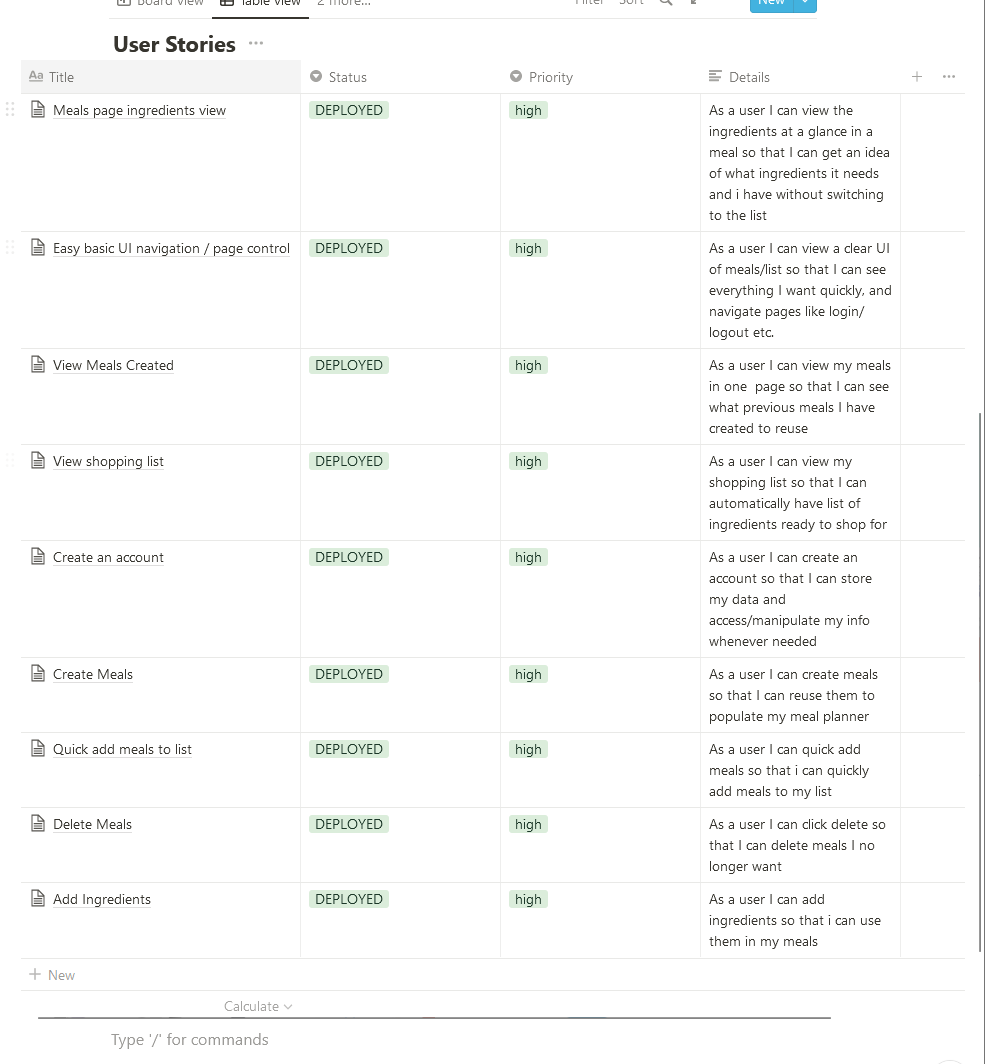 Board View Table View 2 more... Filter Sort New
User Stories ...
Aa Title Status Priority Details + ...
Meals page ingredients view DEPLOYED high As a user I can view the
ingredients at a glance in a
meal so that I can get an idea
of what ingredients it needs
and i have without switching
to the list
Easy basic UI navigation / page control DEPLOYED high As a user I can view a clear UI
of meals/list so that I can see
everything I want quickly, and
navigate pages like login/
logout etc.
View Meals Created DEPLOYED high As a user I can view my meals
in one  page so that I can see
what previous meals I have
created to reuse
View shopping list DEPLOYED high As a user I can view my
shopping list so that I can
automatically have list of
ingredients ready to shop for
Create an account DEPLOYED high As a user I can create an
account so that I can store
my data and
access/manipulate my info
whenever needed
Create Meals DEPLOYED high As a user I can create meals
so that I can reuse them to
populate my meal planner
Quick add meals to list DEPLOYED high As a user I can quick add
meals so that i can quickly
add meals to my list
Delete Meals DEPLOYED high As a user I can click delete so
that I can delete meals I no
longer want
Add Ingredients DEPLOYED high As a user I can add
ingredients so that i can use
them in my meals
+ New
Calculate
Type '/' for commands